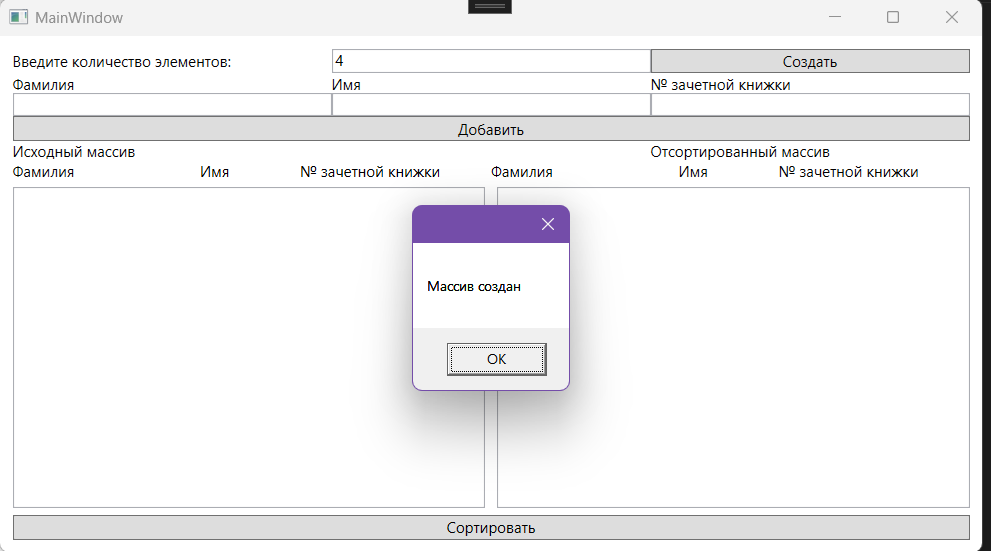 MainWindow
Введите количество элементов: 4 Создать
Фамилия Имя № зачетной книжки
Добавить
Исходный массив Отсортированный массив
Фамилия Имя № зачетной книжки Фамилия Имя № зачетной книжки
Массив создан
OK
Сортировать